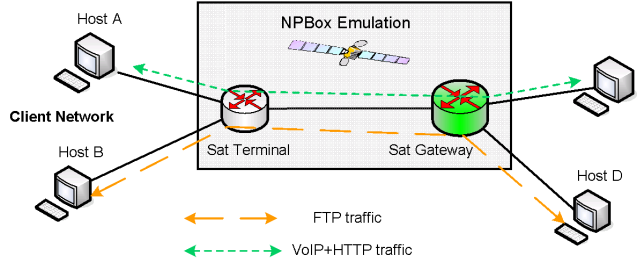 Host A
NPBox Emulation
Client Network
Host B
Sat Terminal
Sat Gateway
Host D
FTP traffic
VoIP+HTTP traffic